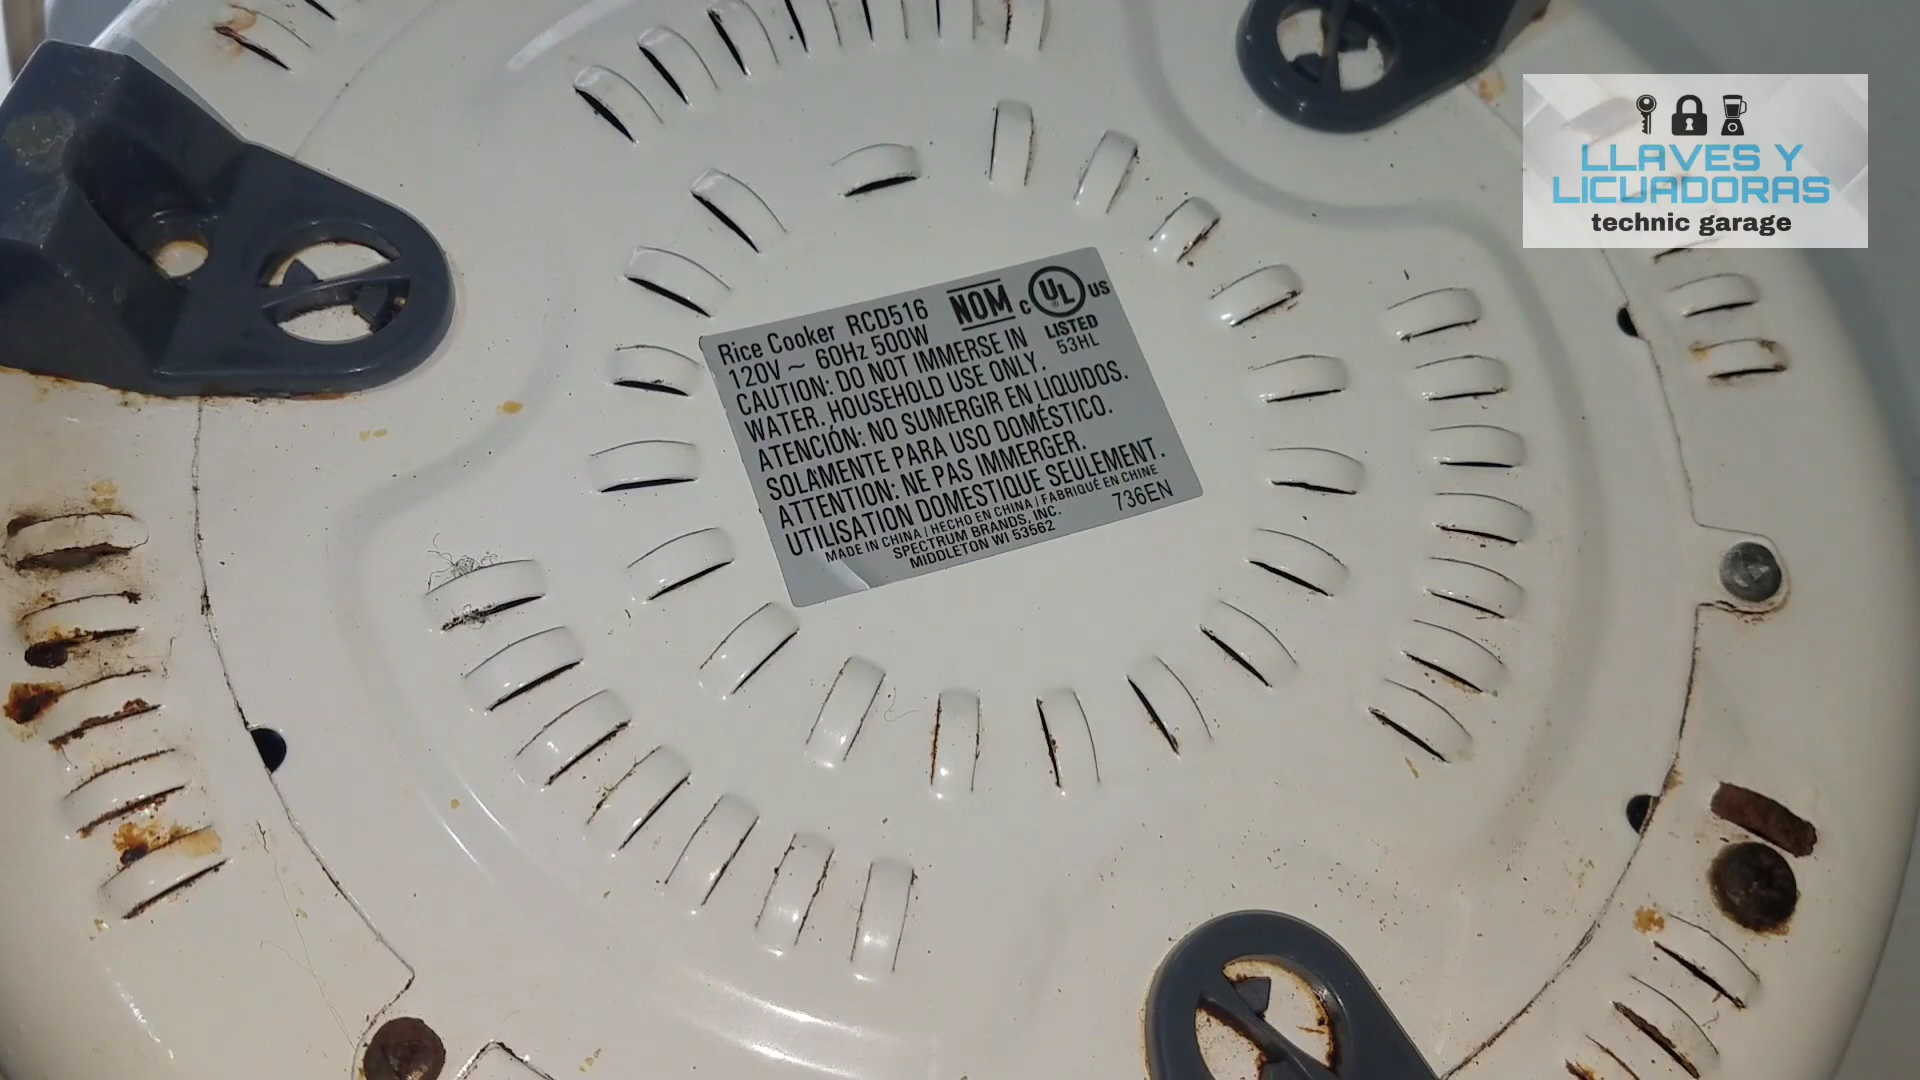 LLAVES Y
LICUADORAS
technic garage
Rice Cooker RCD516
120V ~ 60Hz 500W
NOM
C UL US
®
LISTED
53HL
CAUTION: DO NOT IMMERSE IN
WATER. HOUSEHOLD USE ONLY.
ATENCIÓN: NO SUMERGIR EN LIQUIDOS.
SOLAMENTE PARA USO DOMÉSTICO.
ATTENTION: NE PAS IMMERGER.
UTILISATION DOMESTIQUE SEULEMENT.
MADE IN CHINA / HECHO EN CHINA / FABRIQUÉ EN CHINE
SPECTRUM BRANDS, INC.
MIDDLETON WI 53562
736EN